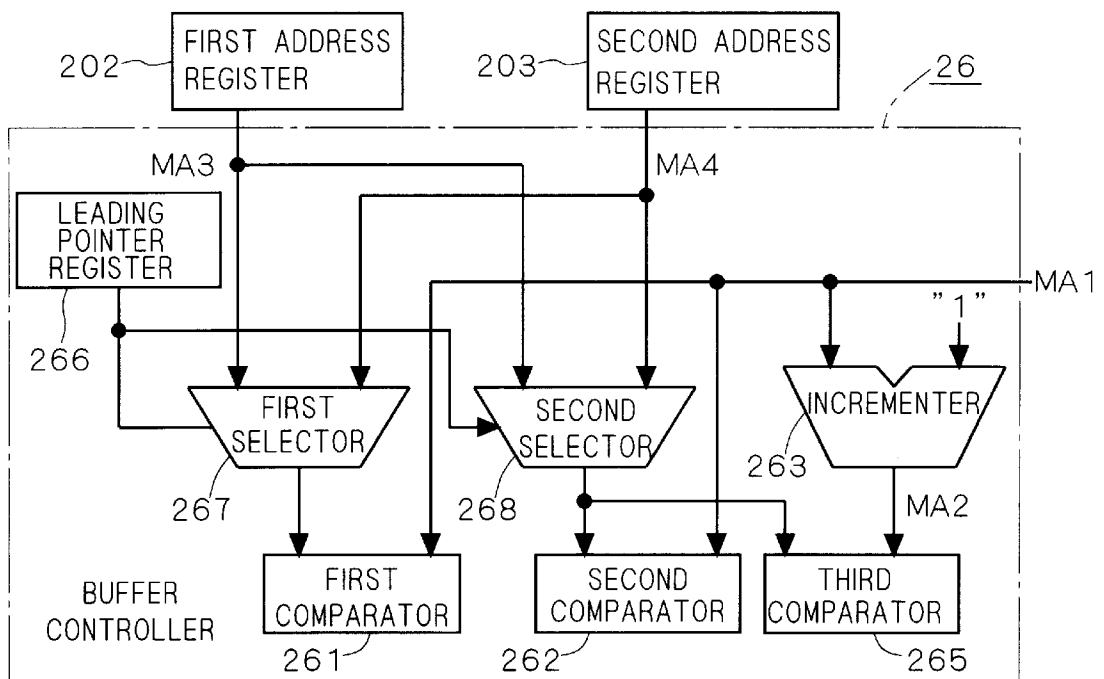 FIRST ADDRESS
REGISTER
202
SECOND ADDRESS
REGISTER
203
26
MA3
MA4
LEADING
POINTER
REGISTER
266
MA1
"1"
FIRST
SELECTOR
267
SECOND
SELECTOR
268
INCREMENTER
263
MA2
BUFFER
CONTROLLER
FIRST
COMPARATOR
261
SECOND
COMPARATOR
262
THIRD
COMPARATOR
265